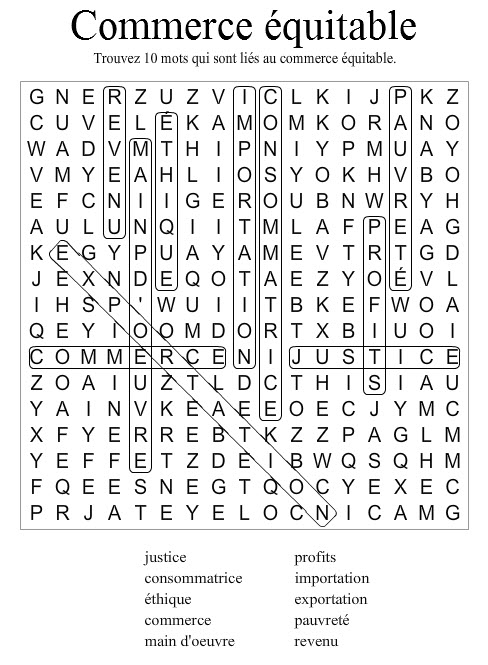 Commerce équitable
Trouvez 10 mots qui sont liés au commerce équitable.
G N E R Z U Z V I C L K I J P K Z
C U V E L É K A M O M K O R A N O
W A D V M T H I P N I Y P M U A Y
V M Y E A H L I O S Y O K H V B O
E F C N I I G E R O U B N W R Y H
A U L U N Q I I T M L A F P E A G
K E G Y P U A Y A M E V T R T G D
J E X N D E Q O T A E Z Y O É V L
I H S P ' W U I I T B K E F W O A
Q E Y I O O M D O R T X B I U O I
C O M M E R C E N I J U S T I C E
Z O A I U Z T L D C T H I S I A U
Y A I N V K E A E E O E C J Y M C
X F Y E R R E B T K Z Z P A G L M
Y E F F E T Z D E I B W Q S Q H M
F Q E E S N E G T Q O C Y E X E C
P R J A T E Y E L O C N I C A M G
justice profits
consommatrice importation
éthique exportation
commerce pauvreté
main d'oeuvre revenu